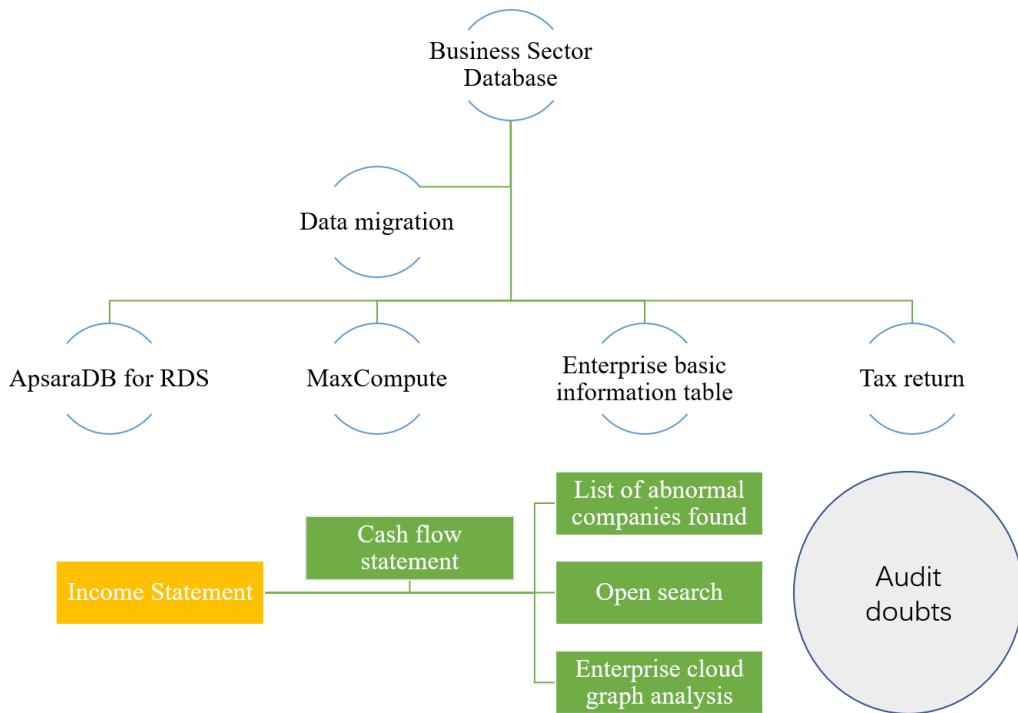 Business Sector
Database
Data migration
ApsaraDB for RDS
MaxCompute
Enterprise basic
information table
Tax return
List of abnormal
companies found
Cash flow
statement
Income Statement
Open search
Audit
doubts
Enterprise cloud
graph analysis